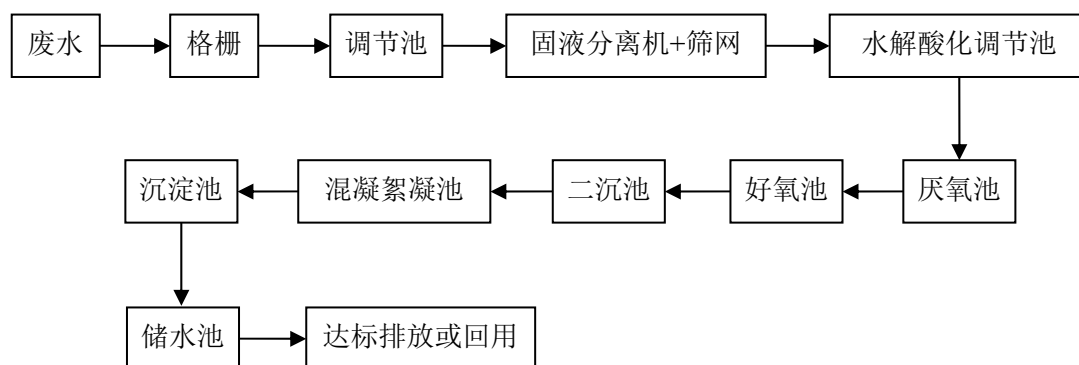 废水
格栅
调节池
固液分离机+筛网
水解酸化调节池
沉淀池
混凝絮凝池
二沉池
好氧池
厌氧池
储水池
达标排放或回用